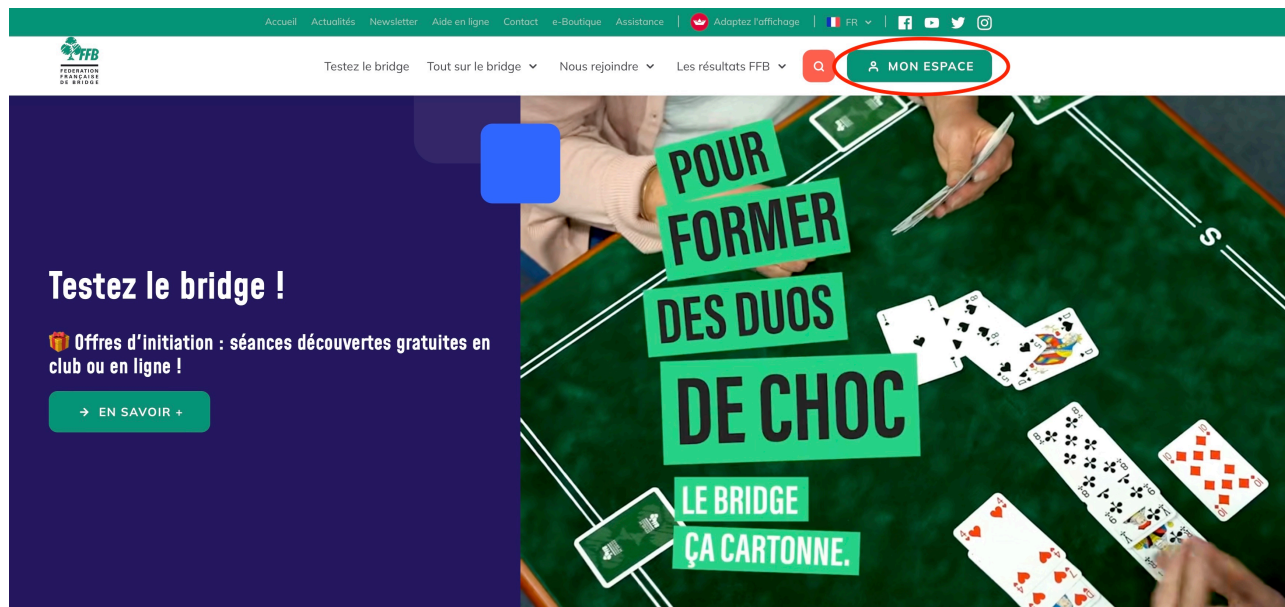 Accueil Actualités Newsletter Aide en ligne Contact e-Boutique Assistance Adaptez l'affichage FR
FFB
FEDERATION
FRANÇAISE
DE BRIDGE
Testez le bridge Tout sur le bridge Nous rejoindre Les résultats FFB MON ESPACE
Testez le bridge !
Offres d'initiation : séances découvertes gratuites en
club ou en ligne !
→ EN SAVOIR +
POUR
FORMER
DES DUOS
DE CHOC
LE BRIDGE
ÇA CARTONNE.
S